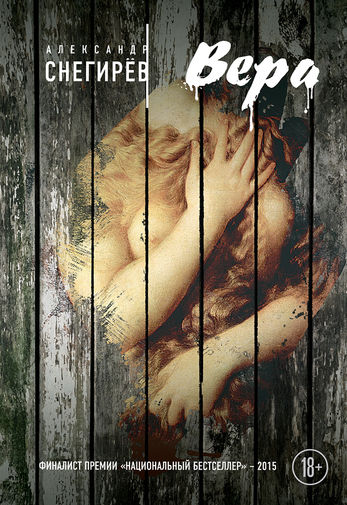 АЛЕКСАНДР
СНЕГИРЁВ
Вера
ФИНАЛИСТ ПРЕМИИ «НАЦИОНАЛЬНЫЙ БЕСТСЕЛЛЕР» – 2015
18+